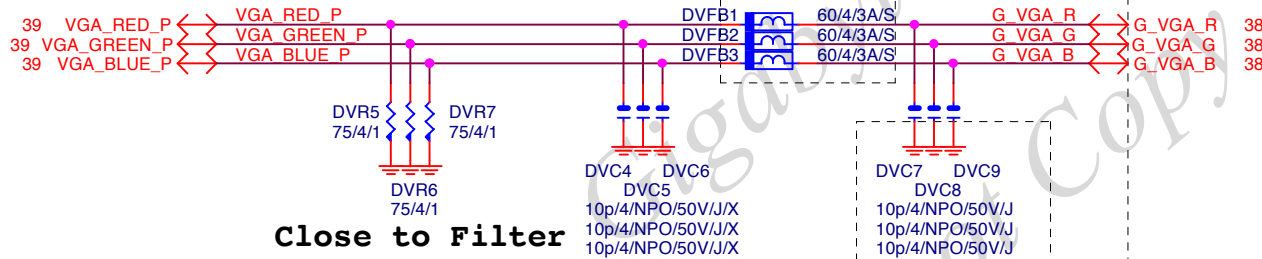 39 VGA_RED_P VGA_RED_P DVFB1 60/4/3A/S G_VGA_R G_VGA_R 38
39 VGA_GREEN_P VGA_GREEN_P DVFB2 60/4/3A/S G_VGA_G G_VGA_G 38
39 VGA_BLUE_P VGA_BLUE_P DVFB3 60/4/3A/S G_VGA_B G_VGA_B 38
DVR5 DVR7
75/4/1 75/4/1
DVR6
75/4/1
DVC4 DVC6
DVC5
10p/4/NPO/50V/J/X
10p/4/NPO/50V/J/X
10p/4/NPO/50V/J/X
DVC7 DVC9
DVC8
10p/4/NPO/50V/J
10p/4/NPO/50V/J
10p/4/NPO/50V/J
Close to Filter
Copy